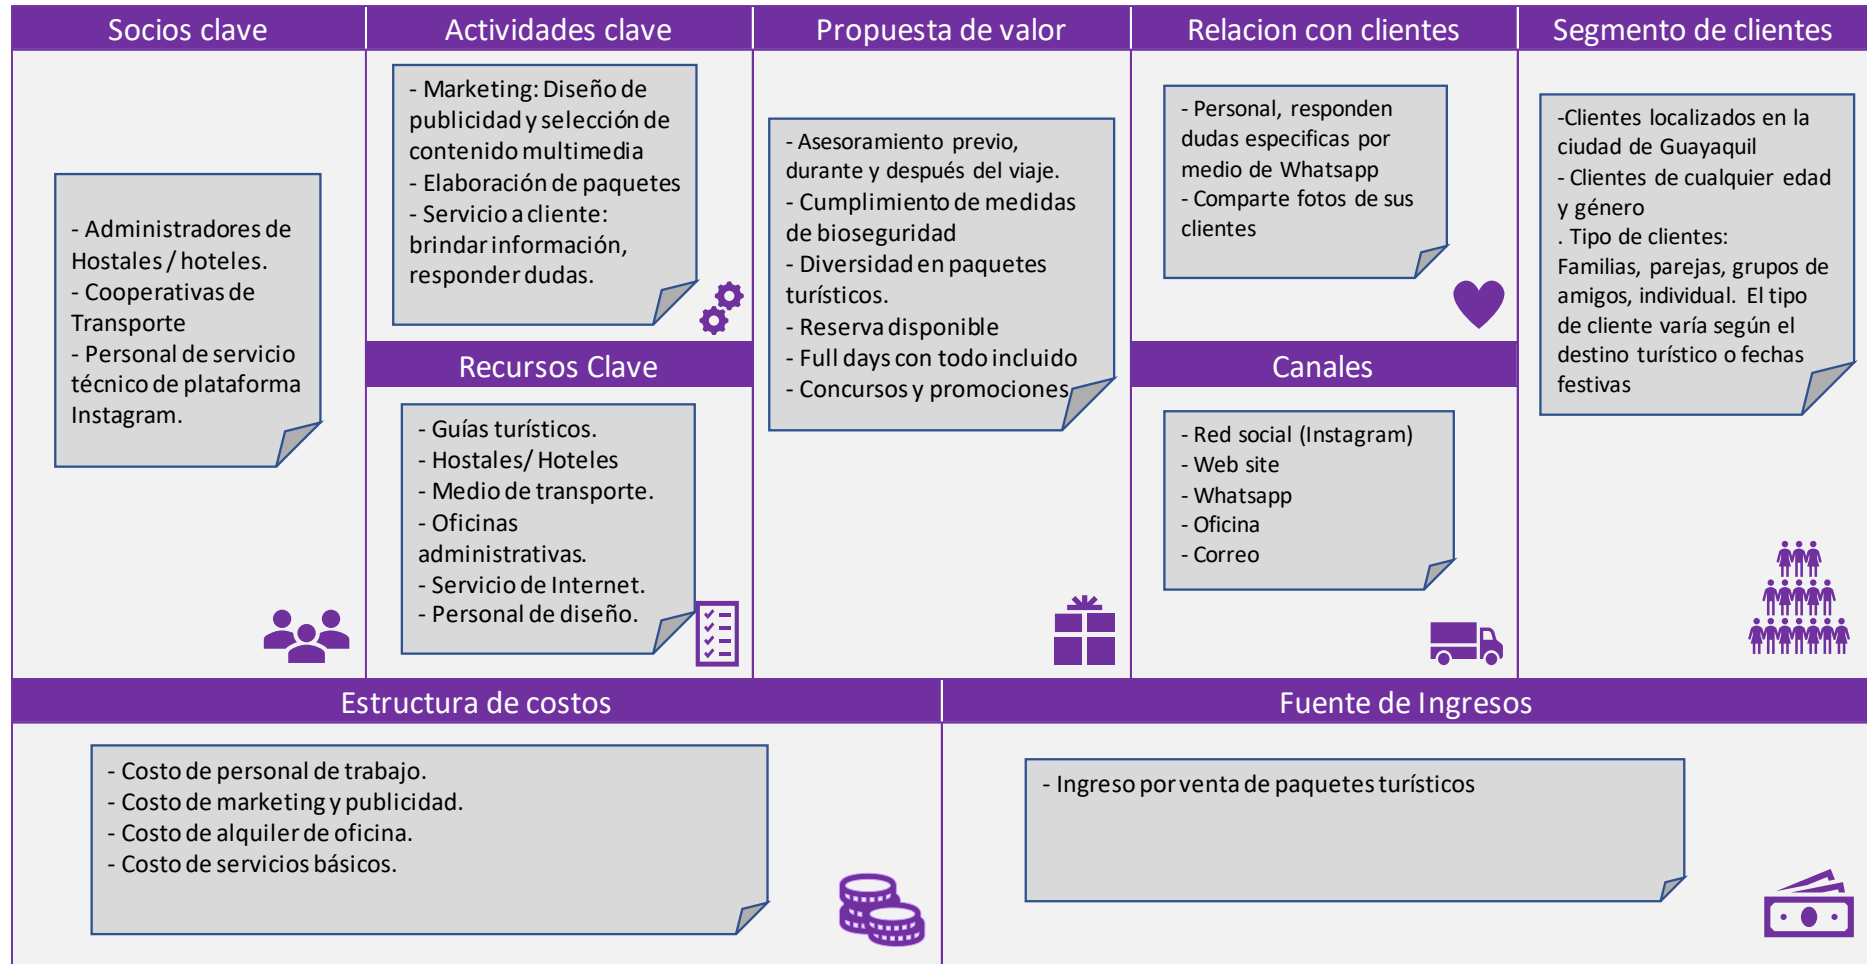 Socios clave
- Administradores de
Hostales / hoteles.
- Cooperativas de
Transporte
- Personal de servicio
técnico de plataforma
Instagram.
Actividades clave
- Marketing: Diseño de
publicidad y selección de
contenido multimedia
- Elaboración de paquetes
- Servicio a cliente:
brindar información,
responder dudas.
Recursos Clave
- Guías turísticos.
- Hostales/ Hoteles
- Medio de transporte.
- Oficinas
administrativas.
- Servicio de Internet.
- Personal de diseño.
Propuesta de valor
- Asesoramiento previo,
durante y después del viaje.
- Cumplimiento de medidas
de bioseguridad
- Diversidad en paquetes
turísticos.
- Reserva disponible
- Full days con todo incluido
- Concursos y promociones
Relacion con clientes
- Personal, responden
dudas especificas por
medio de Whatsapp
- Comparte fotos de sus
clientes
Canales
- Red social (Instagram)
- Web site
- Whatsapp
- Oficina
- Correo
Segmento de clientes
-Clientes localizados en la
ciudad de Guayaquil
- Clientes de cualquier edad
y género
. Tipo de clientes:
Familias, parejas, grupos de
amigos, individual. El tipo
de cliente varía según el
destino turístico o fechas
festivas
Estructura de costos
- Costo de personal de trabajo.
- Costo de marketing y publicidad.
- Costo de alquiler de oficina.
- Costo de servicios básicos.
Fuente de Ingresos
- Ingreso por venta de paquetes turísticos